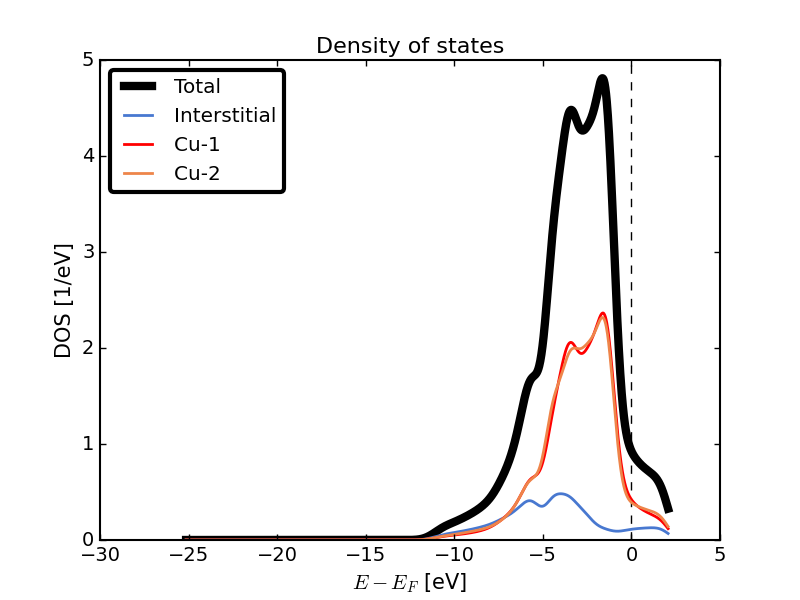 Density of states
Total
Interstitial
Cu-1
Cu-2
DOS [1/eV]
5
4
3
2
1
0
−30 −25 −20 −15 −10 −5 0 5
E − E_F [eV]